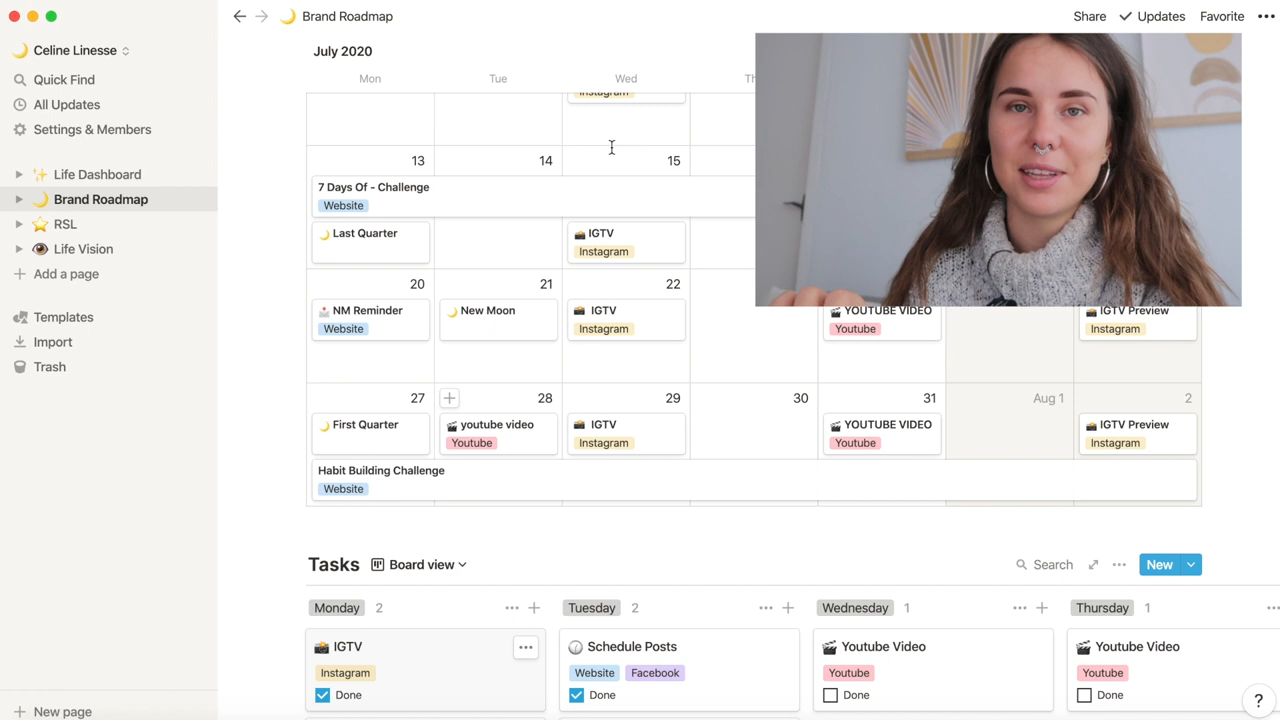 Brand Roadmap
Share Updates Favorite
Celine Linesse
Quick Find
All Updates
Settings & Members
Life Dashboard
Brand Roadmap
RSL
Life Vision
Add a page
Templates
Import
Trash
New page
July 2020
Mon Tue Wed Th
Instagram
13 14 15
7 Days Of - Challenge
Website
Last Quarter
IGTV
Instagram
20 21 22
NM Reminder
Website
New Moon
IGTV
Instagram
YOUTUBE VIDEO
Youtube
IGTV Preview
Instagram
27 28 29 30 31 Aug 1 2
First Quarter
youtube video
Youtube
IGTV
Instagram
YOUTUBE VIDEO
Youtube
IGTV Preview
Instagram
Habit Building Challenge
Website
Tasks Board view
Search New
Monday 2
IGTV
Instagram
Done
Tuesday 2
Schedule Posts
Website Facebook
Done
Wednesday 1
Youtube Video
Youtube
Done
Thursday 1
Youtube Video
Youtube
Done
?